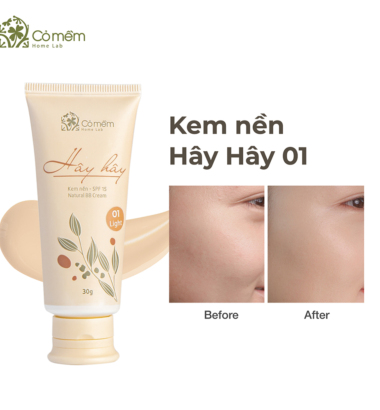 Cỏ mềm
Home Lab
Cỏ mềm
Home Lab
Hây hây
Kem nền - SPF 15
Natural BB Cream
01
Light
30g
Kem nền
Hây Hây 01
Before
After